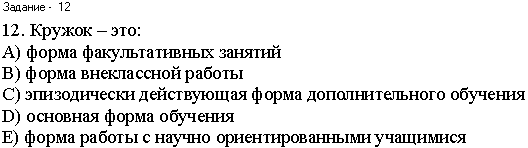 Задание - 12
12. Кружок – это:
A) форма факультативных занятий
B) форма внеклассной работы
C) эпизодически действующая форма дополнительного обучения
D) основная форма обучения
E) форма работы с научно ориентированными учащимися